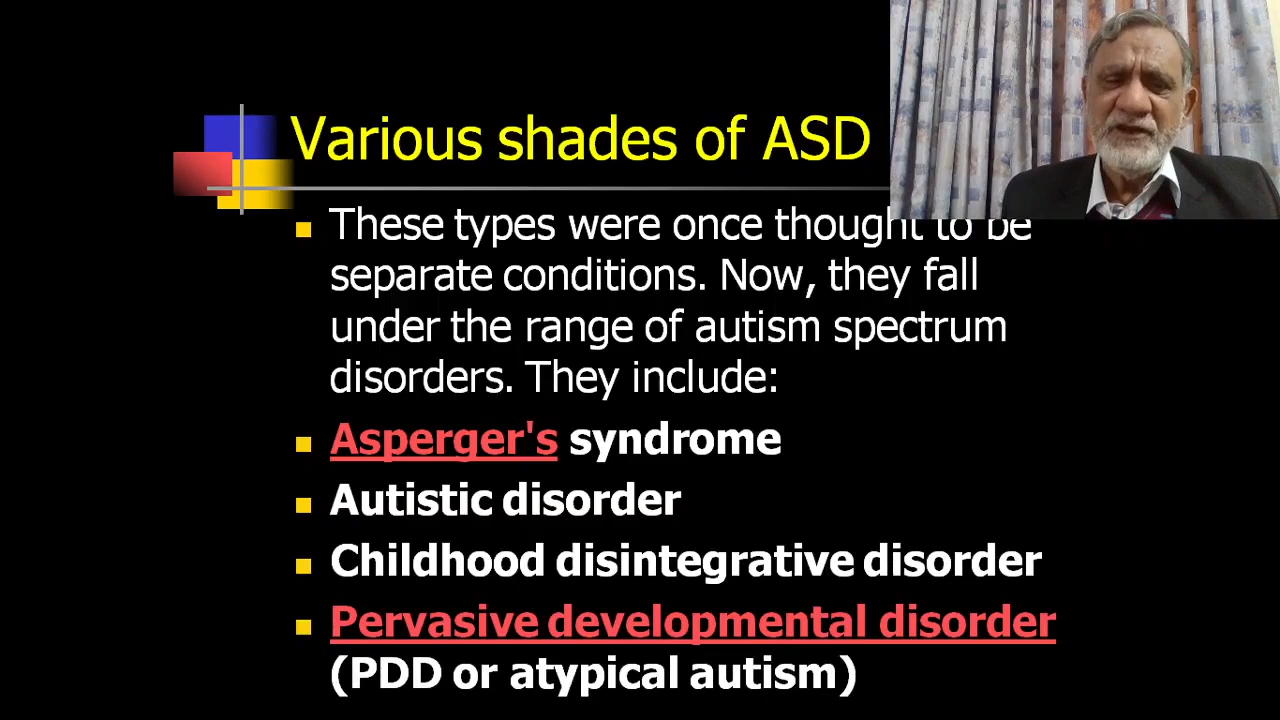 Various shades of ASD
These types were once thought to be
separate conditions. Now, they fall
under the range of autism spectrum
disorders. They include:
Asperger's syndrome
Autistic disorder
Childhood disintegrative disorder
Pervasive developmental disorder
(PDD or atypical autism)